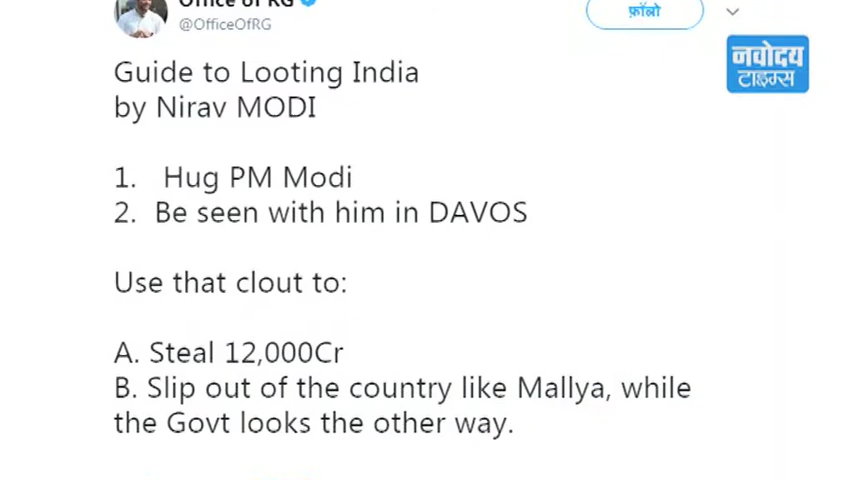 Office of RG
@OfficeOfRG
फ़ॉलो
नवोदय
टाइम्स
Guide to Looting India
by Nirav MODI
1. Hug PM Modi
2. Be seen with him in DAVOS
Use that clout to:
A. Steal 12,000Cr
B. Slip out of the country like Mallya, while
the Govt looks the other way.